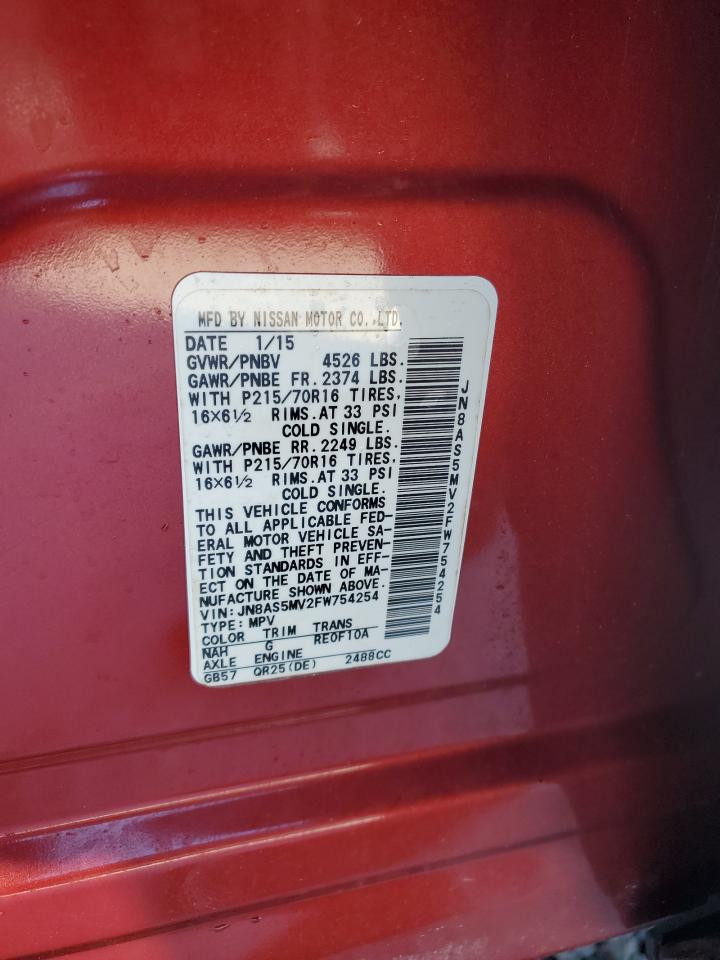 MFD BY NISSAN MOTOR CO.,LTD.
DATE 1/15
GVWR/PNBV 4526 LBS.
GAWR/PNBE FR. 2374 LBS.
WITH P215/70R16 TIRES,
16×6½ RIMS. AT 33 PSI
COLD SINGLE.
GAWR/PNBE RR. 2249 LBS.
WITH P215/70R16 TIRES,
16×6½ RIMS. AT 33 PSI
COLD SINGLE.
THIS VEHICLE CONFORMS
TO ALL APPLICABLE FED-
ERAL MOTOR VEHICLE SA-
FETY AND THEFT PREVEN-
TION STANDARDS IN EFF-
ECT ON THE DATE OF MA-
NUFACTURE SHOWN ABOVE.
VIN: JN8AS5MV2FW754254
TYPE: MPV
COLOR TRIM TRANS
NAH G RE0F10A
AXLE ENGINE
GB57 QR25(DE) 2488CC
JN8AS5MV2FW754254